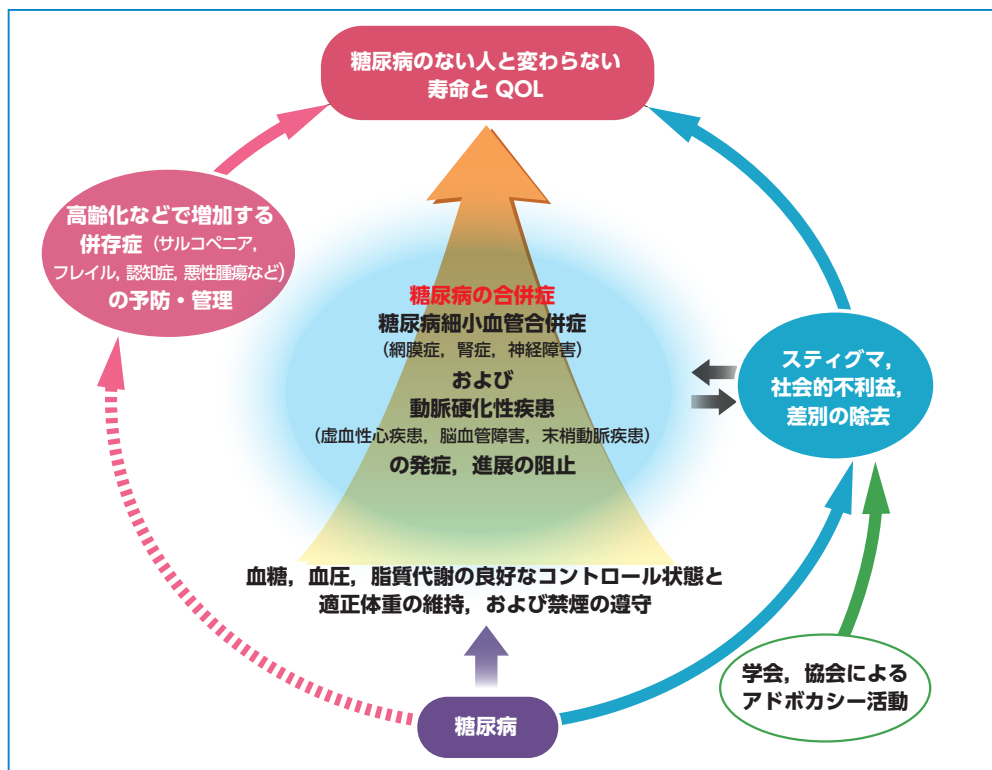 糖尿病のない人と変わらない
寿命と QOL
高齢化などで増加する
併存症（サルコペニア，
フレイル，認知症，悪性腫瘍など）
の予防・管理
糖尿病の合併症
糖尿病細小血管合併症
（網膜症，腎症，神経障害）
および
動脈硬化性疾患
（虚血性心疾患，脳血管障害，末梢動脈疾患）
の発症，進展の阻止
スティグマ，
社会的不利益，
差別の除去
血糖，血圧，脂質代謝の良好なコントロール状態と
適正体重の維持，および禁煙の遵守
学会，協会による
アドボカシー活動
糖尿病